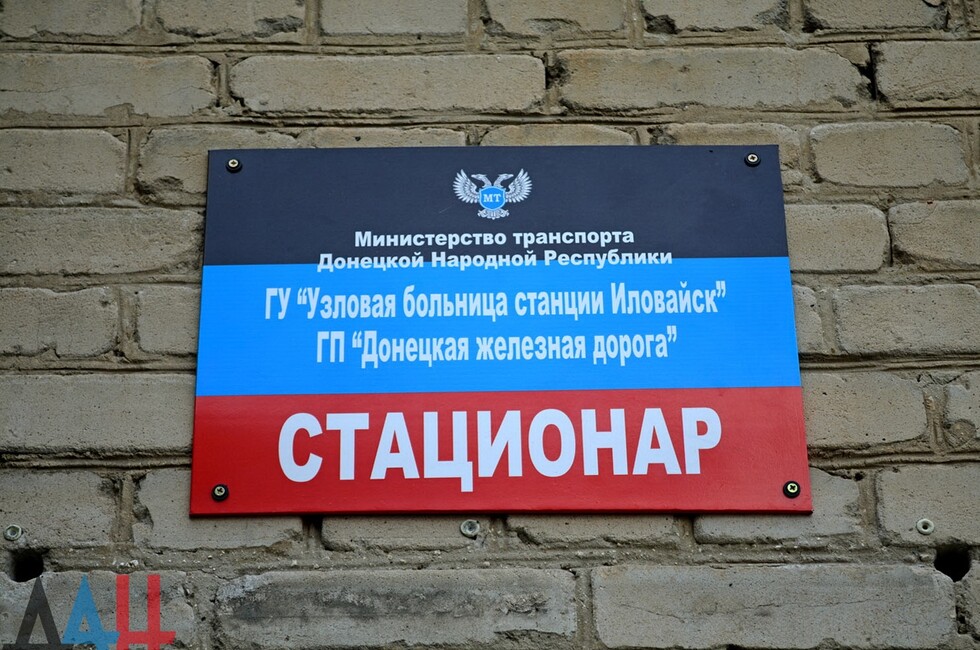 МТ
Министерство транспорта
Донецкой Народной Республики
ГУ “Узловая больница станции Иловайск”
ГП “Донецкая железная дорога”
СТАЦИОНАР
ДАН